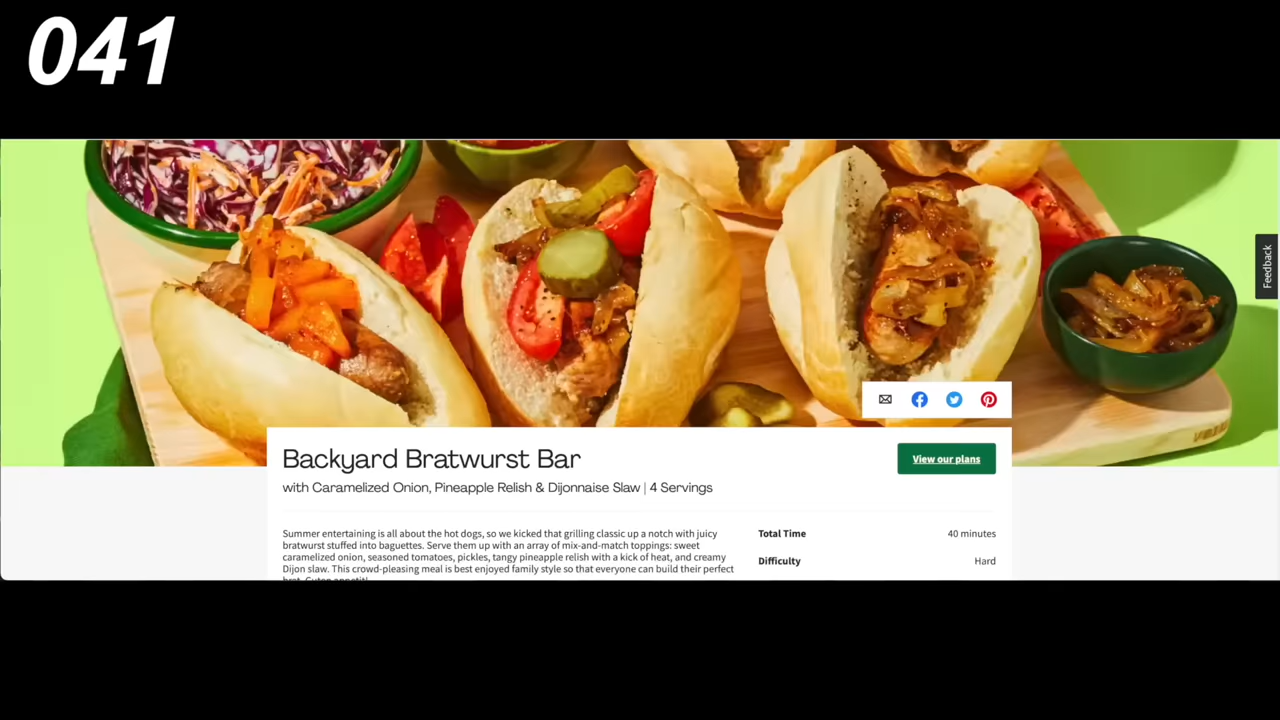 041
Feedback
Backyard Bratwurst Bar
View our plans
with Caramelized Onion, Pineapple Relish & Dijonnaise Slaw | 4 Servings
Summer entertaining is all about the hot dogs, so we kicked that grilling classic up a notch with juicy
bratwurst stuffed into baguettes. Serve them up with an array of mix-and-match toppings: sweet
caramelized onion, seasoned tomatoes, pickles, tangy pineapple relish with a kick of heat, and creamy
Dijon slaw. This crowd-pleasing meal is best enjoyed family style so that everyone can build their perfect
Total Time
40 minutes
Difficulty
Hard